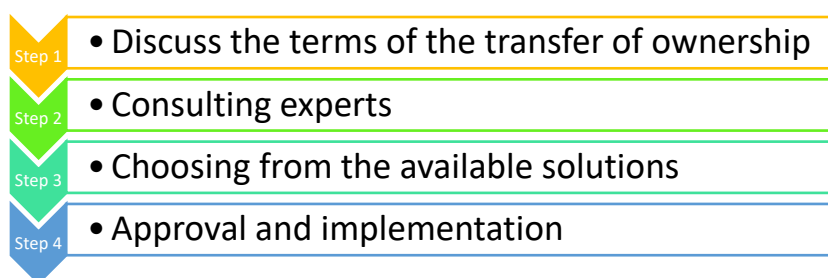 Step 1 • Discuss the terms of the transfer of ownership
Step 2 • Consulting experts
Step 3 • Choosing from the available solutions
Step 4 • Approval and implementation